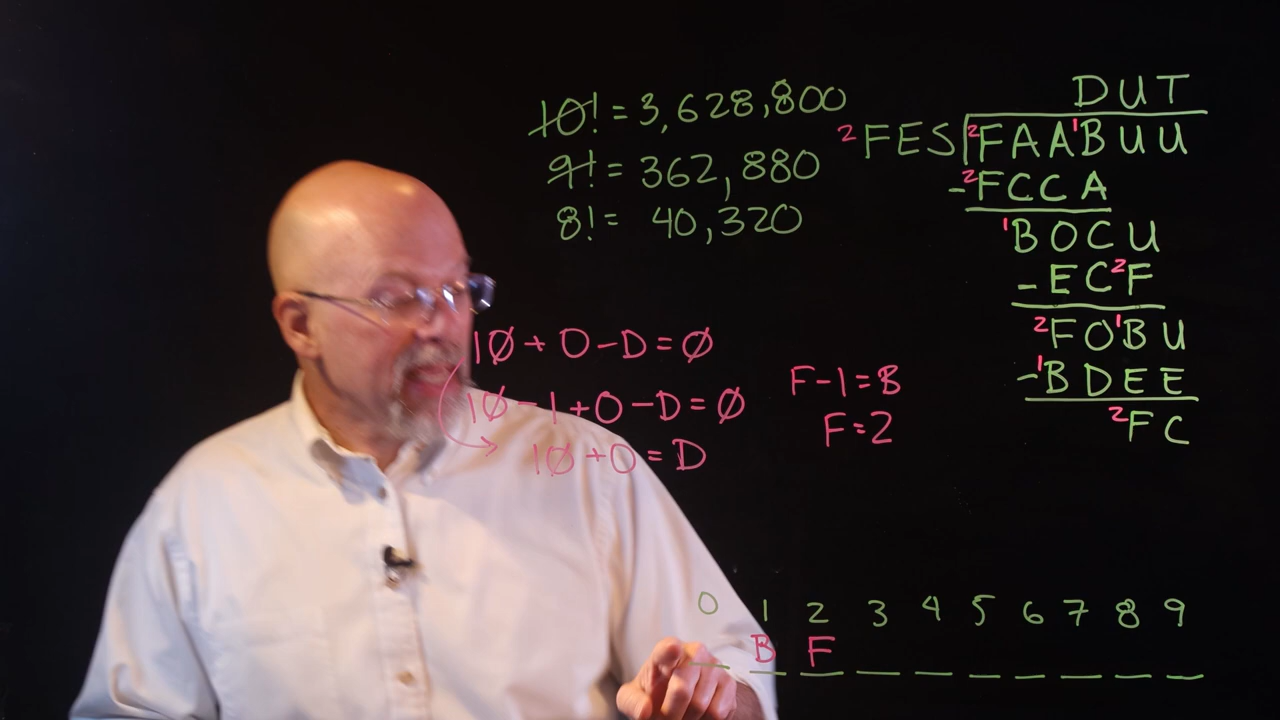 10! = 3,628,800
9! = 362,880
8! = 40,320
10 + O - D = 0
10 - 1 + O - D = 0
10 + O = D
F - 1 = B
F = 2
DUT
2FES 2FAA1BUU
-2FCCA
1BOCU
-EC2F
2FO1BU
-1BDEE
2FC
0 1 2 3 4 5 6 7 8 9
B F